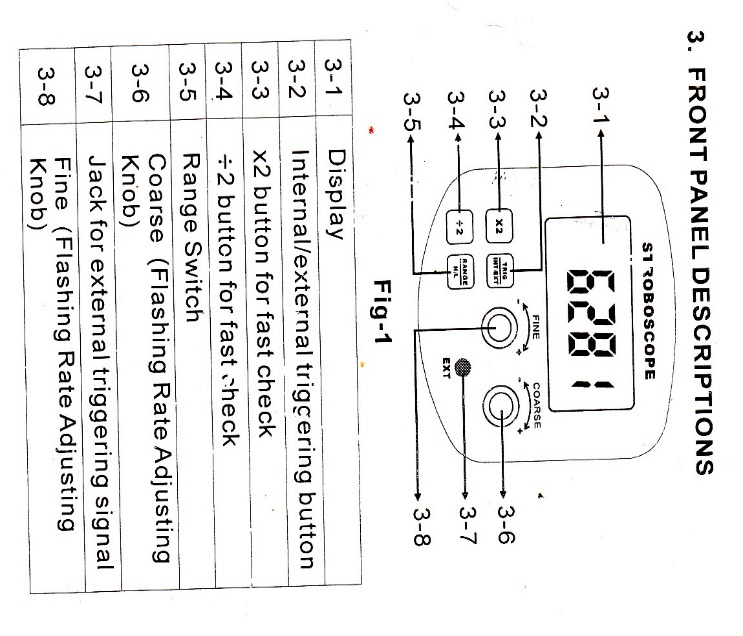 3. FRONT PANEL DESCRIPTIONS
STROBOSCOPE
6281
X2
TRIG
INT/EXT
÷2
RANGE
H/L
FINE
- +
COARSE
- +
EXT
3-1
3-2
3-3
3-4
3-5
3-6
3-7
3-8
Fig-1
3-1 Display
3-2 Internal/external triggering button
3-3 x2 button for fast check
3-4 ÷2 button for fast check
3-5 Range Switch
3-6 Coarse (Flashing Rate Adjusting
Knob)
3-7 Jack for external triggering signal
3-8 Fine (Flashing Rate Adjusting
Knob)